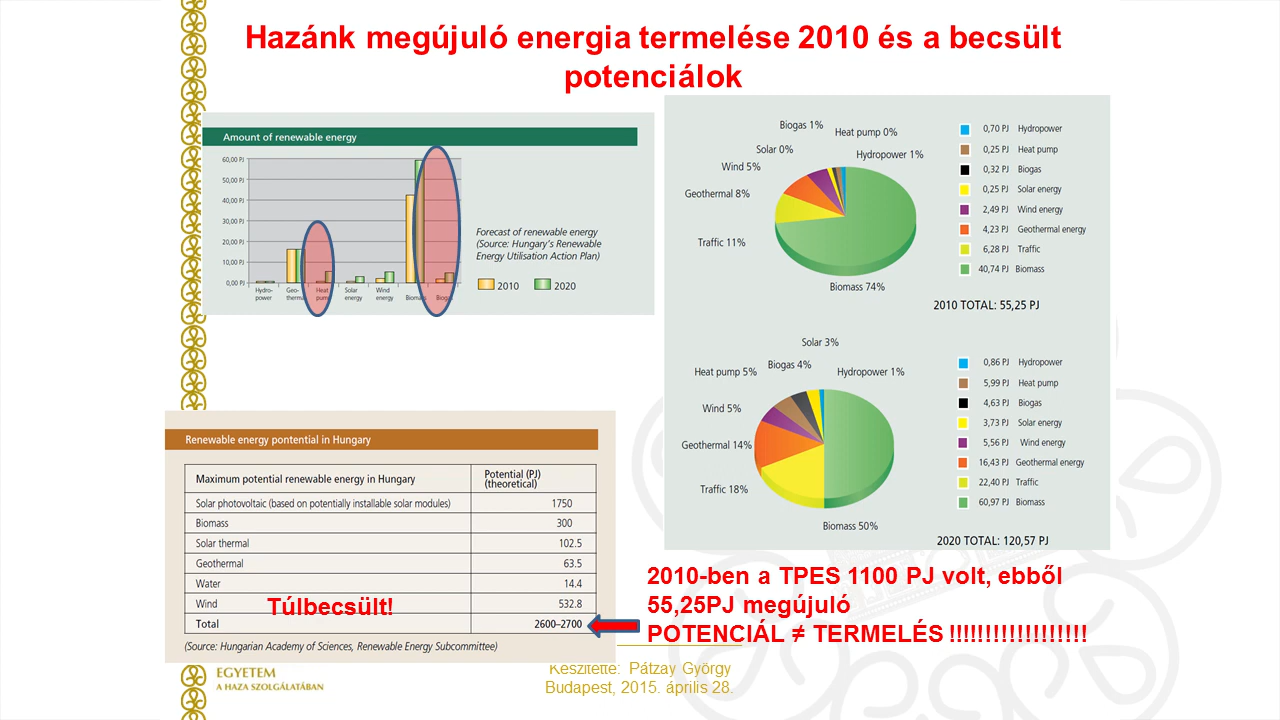 Hazánk megújuló energia termelése 2010 és a becsült
potenciálok
Amount of renewable energy
60,00 PJ
50,00 PJ
40,00 PJ
30,00 PJ
20,00 PJ
10,00 PJ
0,00 PJ
Hydro-
power
Geo-
thermal
Heat
pump
Solar
energy
Wind
energy
Biomass
Biogas
Forecast of renewable energy
(Source: Hungary's Renewable
Energy Utilisation Action Plan)
2010
2020
Biogas 1%
Heat pump 0%
Solar 0%
Hydropower 1%
Wind 5%
Geothermal 8%
Traffic 11%
Biomass 74%
0,70 PJ Hydropower
0,25 PJ Heat pump
0,32 PJ Biogas
0,25 PJ Solar energy
2,49 PJ Wind energy
4,23 PJ Geothermal energy
6,28 PJ Traffic
40,74 PJ Biomass
2010 TOTAL: 55,25 PJ
Solar 3%
Biogas 4%
Heat pump 5%
Hydropower 1%
Wind 5%
Geothermal 14%
Traffic 18%
Biomass 50%
0,86 PJ Hydropower
5,99 PJ Heat pump
4,63 PJ Biogas
3,73 PJ Solar energy
5,56 PJ Wind energy
16,43 PJ Geothermal energy
22,40 PJ Traffic
60,97 PJ Biomass
2020 TOTAL: 120,57 PJ
Renewable energy pontential in Hungary
Maximum potential renewable energy in Hungary
Potential (PJ)
(theoretical)
Solar photovoltaic (based on potentially installable solar modules) 1750
Biomass 300
Solar thermal 102.5
Geothermal 63.5
Water 14.4
Wind 532.8
Túlbecsült!
Total 2600–2700
(Source: Hungarian Academy of Sciences, Renewable Energy Subcommittee)
2010-ben a TPES 1100 PJ volt, ebből
55,25PJ megújuló
POTENCIÁL ≠ TERMELÉS !!!!!!!!!!!!!!!!!!!
EGYETEM
A HAZA SZOLGÁLATÁBAN
Készítette: Pátzay György
Budapest, 2015. április 28.